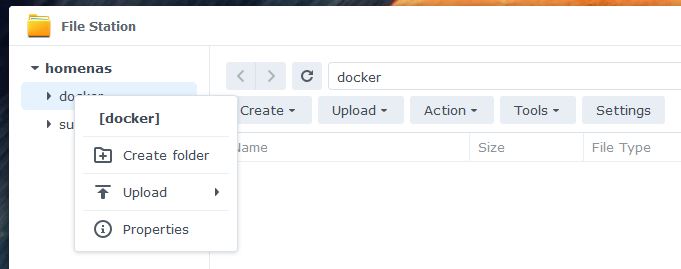 File Station
homenas
docker
su
docker
Create
Upload
Action
Tools
Settings
Name
Size
File Type
[docker]
Create folder
Upload
Properties